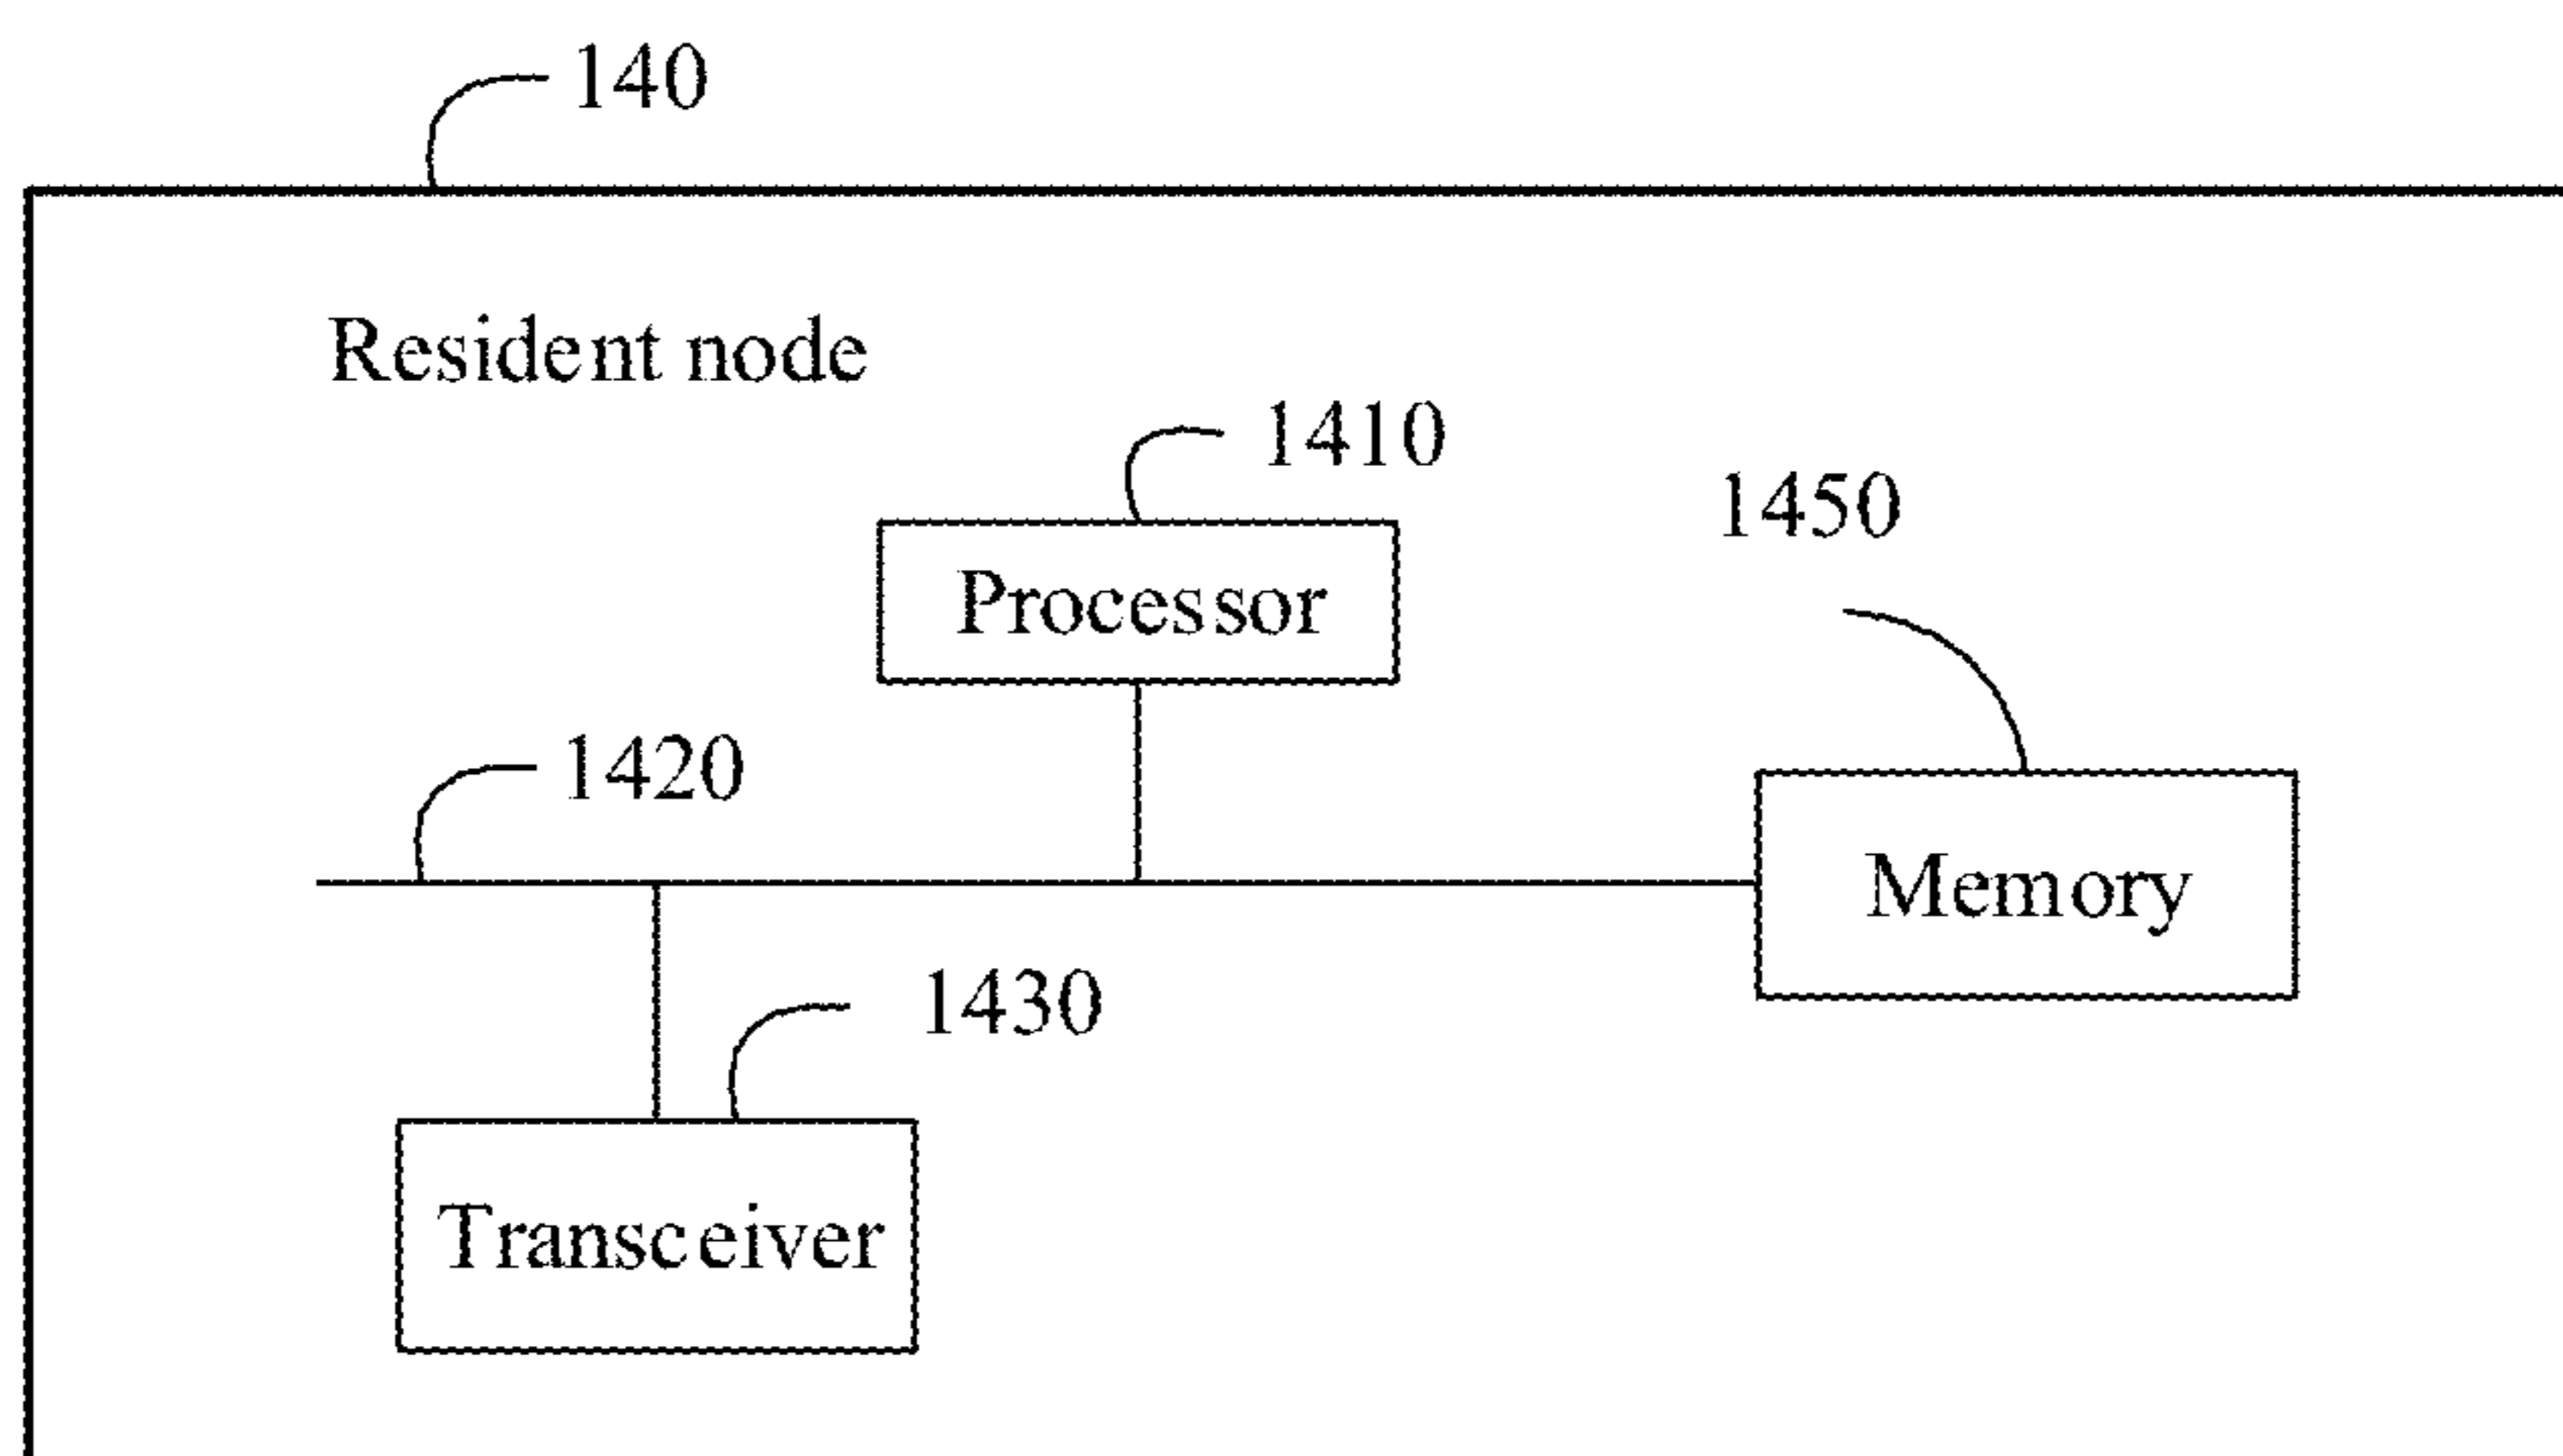 140
Resident node
1410
1450
Processor
1420
Memory
1430
Transceiver